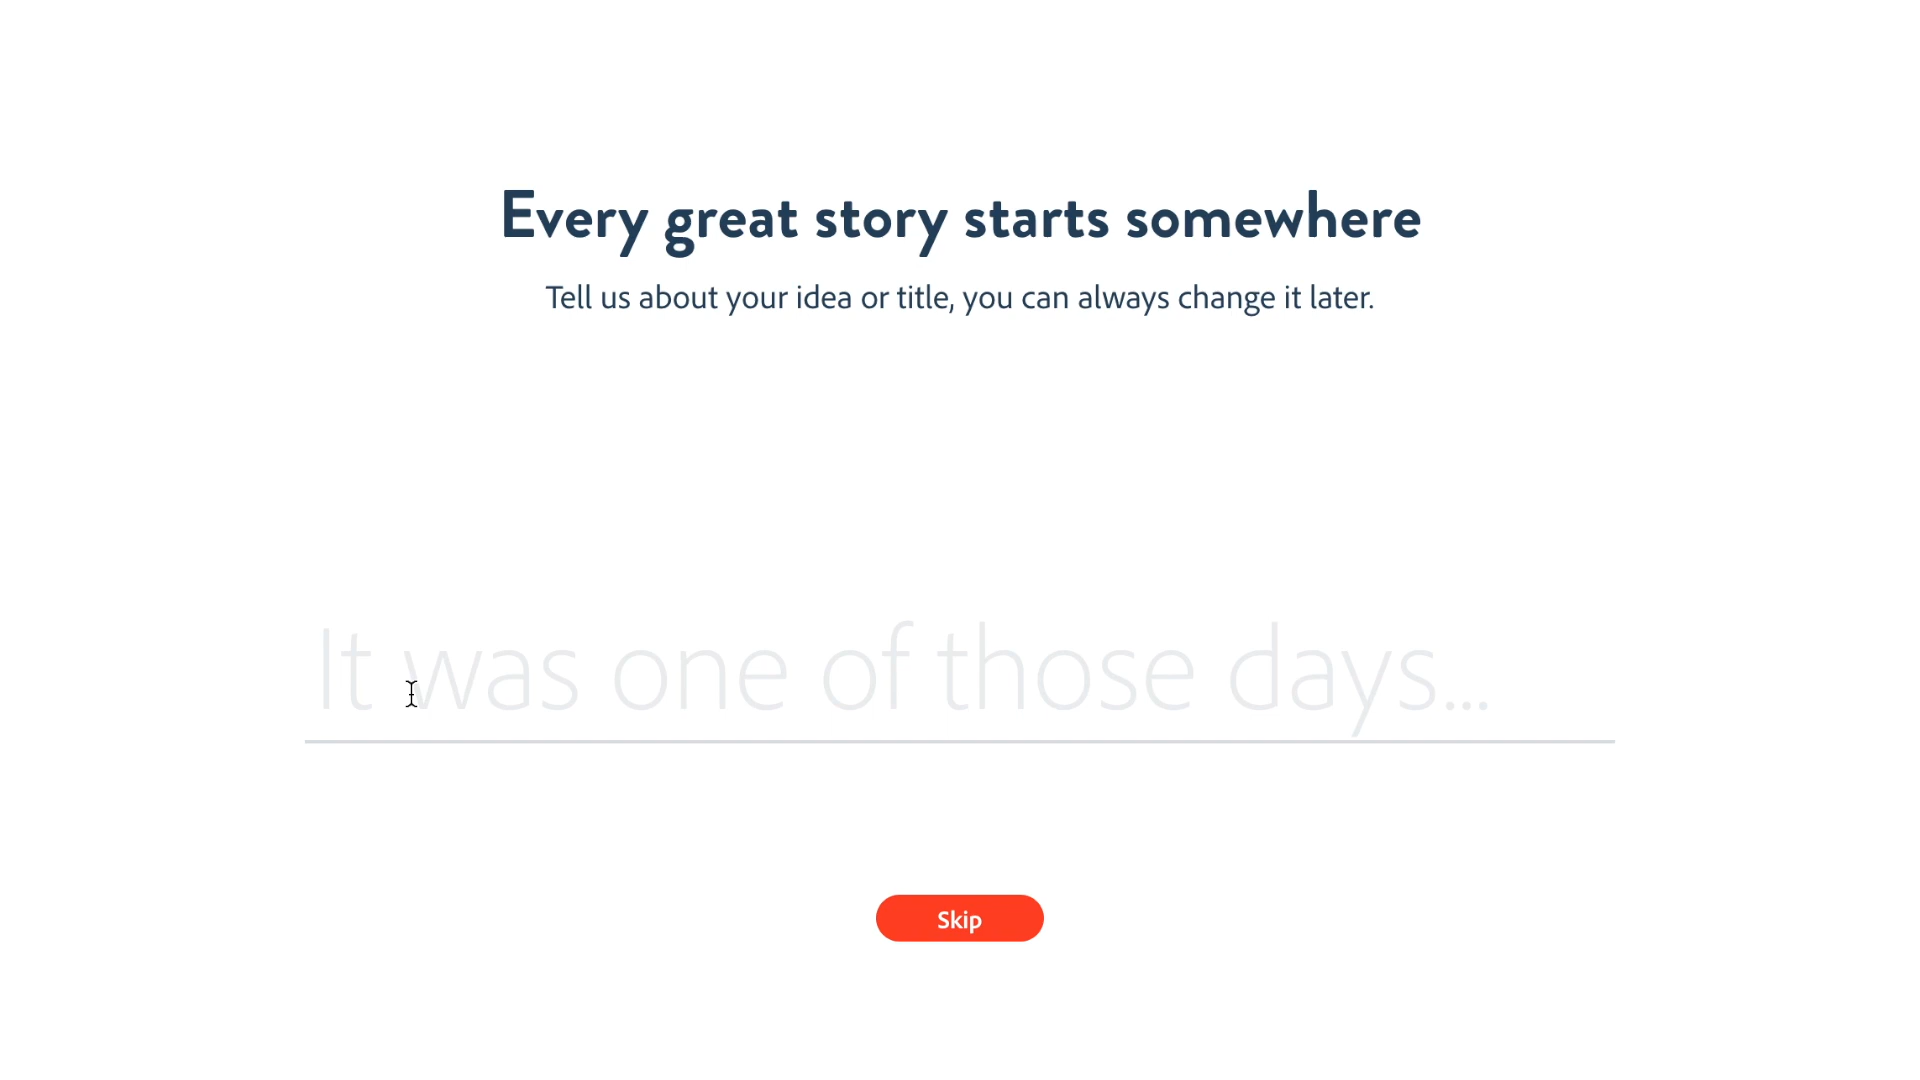 Every great story starts somewhere
Tell us about your idea or title, you can always change it later.
It was one of those days...
Skip